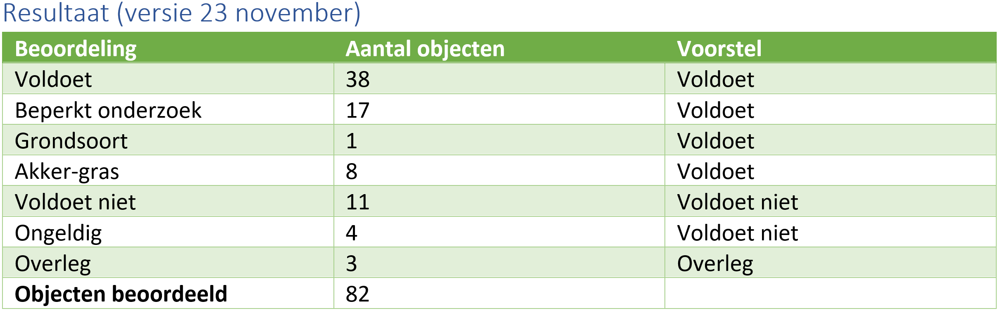 Resultaat (versie 23 november)
Beoordeling Aantal objecten Voorstel
Voldoet 38 Voldoet
Beperkt onderzoek 17 Voldoet
Grondsoort 1 Voldoet
Akker-gras 8 Voldoet
Voldoet niet 11 Voldoet niet
Ongeldig 4 Voldoet niet
Overleg 3 Overleg
Objecten beoordeeld 82